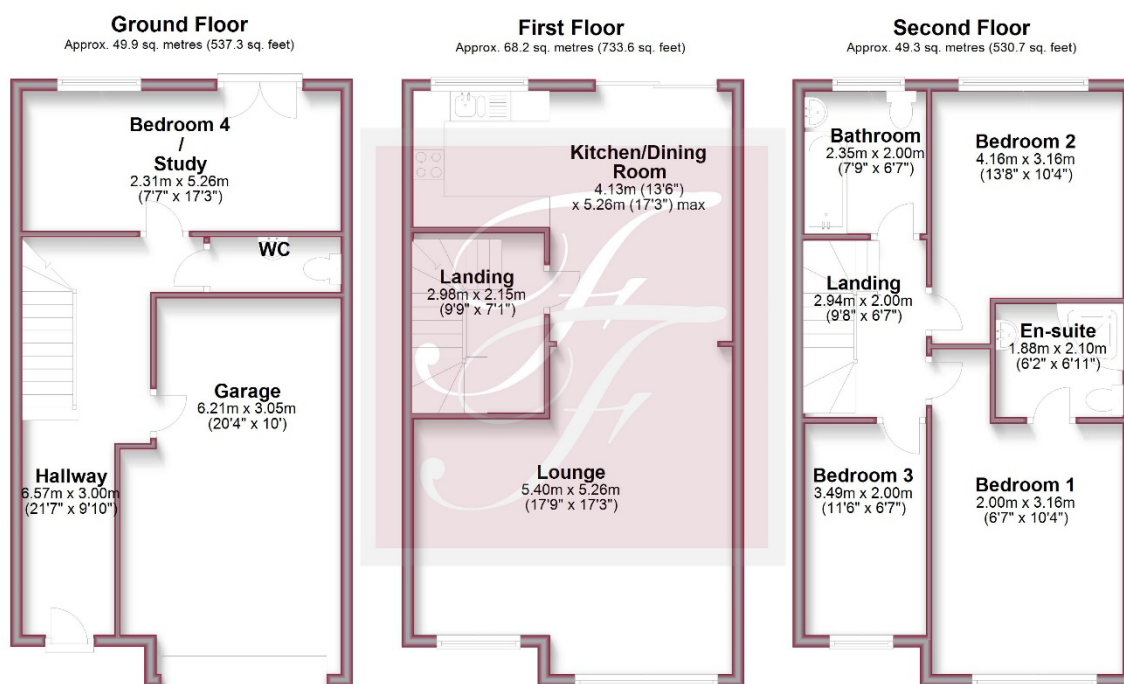 Ground Floor
Approx. 49.9 sq. metres (537.3 sq. feet)
Bedroom 4
/
Study
2.31m x 5.26m
(7'7" x 17'3")
WC
Garage
6.21m x 3.05m
(20'4" x 10')
Hallway
6.57m x 3.00m
(21'7" x 9'10")
First Floor
Approx. 68.2 sq. metres (733.6 sq. feet)
Kitchen/Dining
Room
4.13m (13'6")
x 5.26m (17'3") max
Landing
2.98m x 2.15m
(9'9" x 7'1")
Lounge
5.40m x 5.26m
(17'9" x 17'3")
FF
Second Floor
Approx. 49.3 sq. metres (530.7 sq. feet)
Bathroom
2.35m x 2.00m
(7'9" x 6'7")
Bedroom 2
4.16m x 3.16m
(13'8" x 10'4")
Landing
2.94m x 2.00m
(9'8" x 6'7")
En-suite
1.88m x 2.10m
(6'2" x 6'11")
Bedroom 3
3.49m x 2.00m
(11'6" x 6'7")
Bedroom 1
2.00m x 3.16m
(6'7" x 10'4")